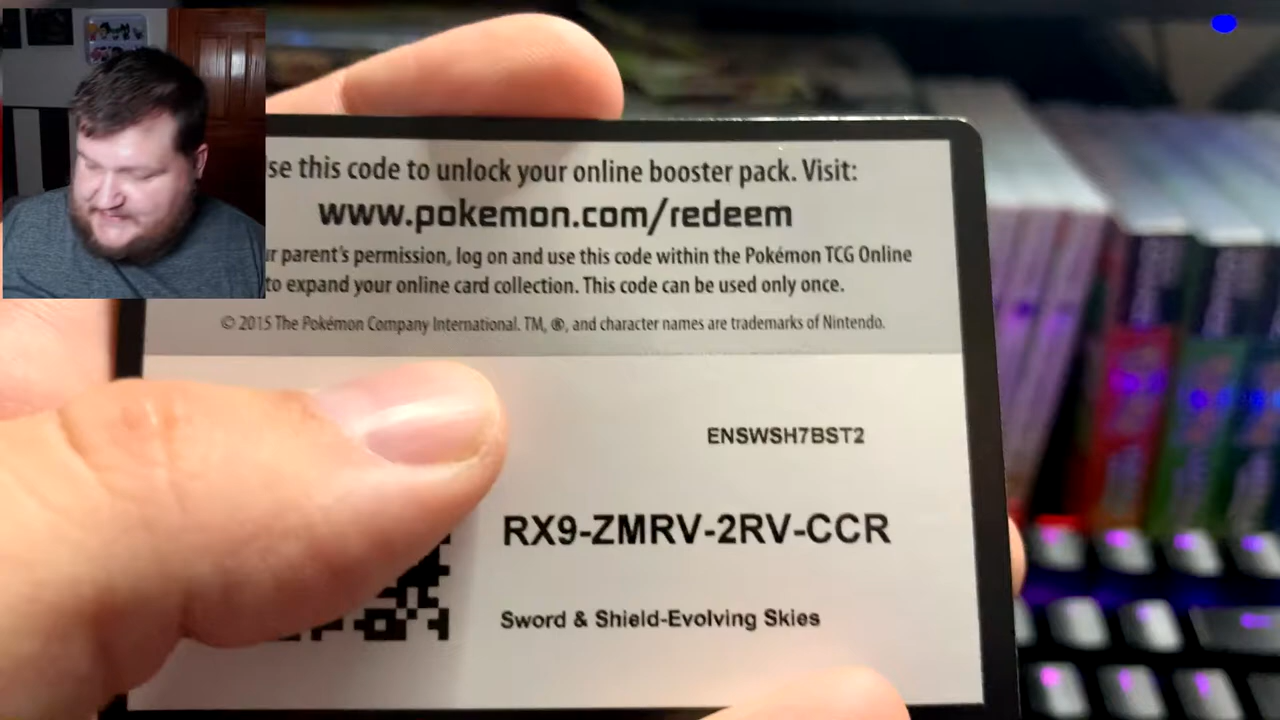 se this code to unlock your online booster pack. Visit:
www.pokemon.com/redeem
r parent's permission, log on and use this code within the Pokémon TCG Online
to expand your online card collection. This code can be used only once.
© 2015 The Pokémon Company International. TM, ®, and character names are trademarks of Nintendo.
ENSWSH7BST2
RX9-ZMRV-2RV-CCR
Sword & Shield-Evolving Skies